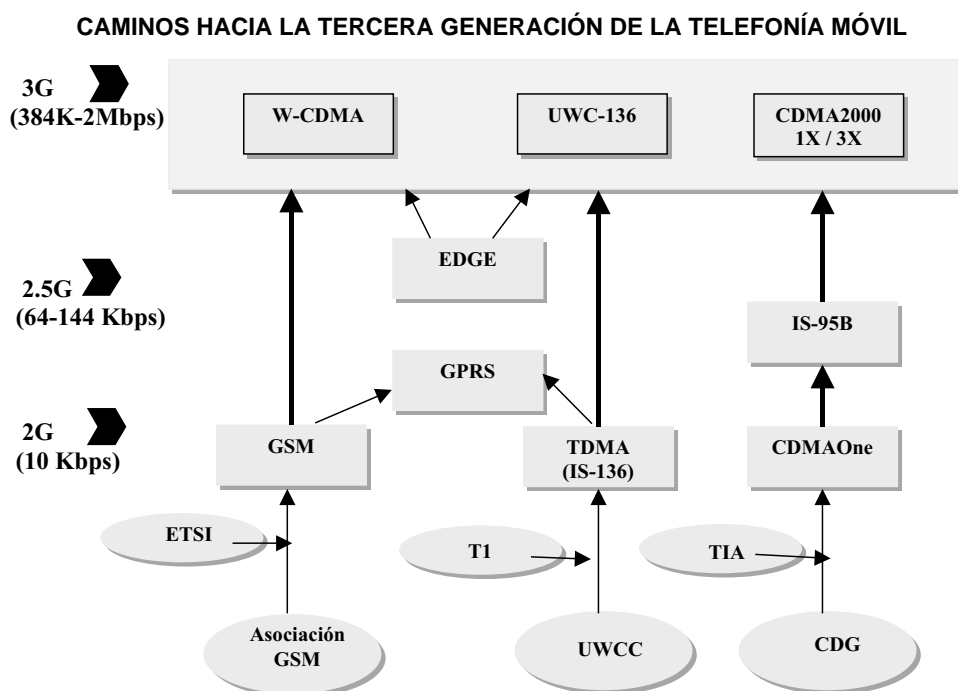 CAMINOS HACIA LA TERCERA GENERACIÓN DE LA TELEFONÍA MÓVIL
3G
(384K-2Mbps)
W-CDMA
UWC-136
CDMA2000
1X / 3X
EDGE
2.5G
(64-144 Kbps)
IS-95B
GPRS
2G
(10 Kbps)
GSM
TDMA
(IS-136)
CDMAOne
ETSI
T1
TIA
Asociación
GSM
UWCC
CDG